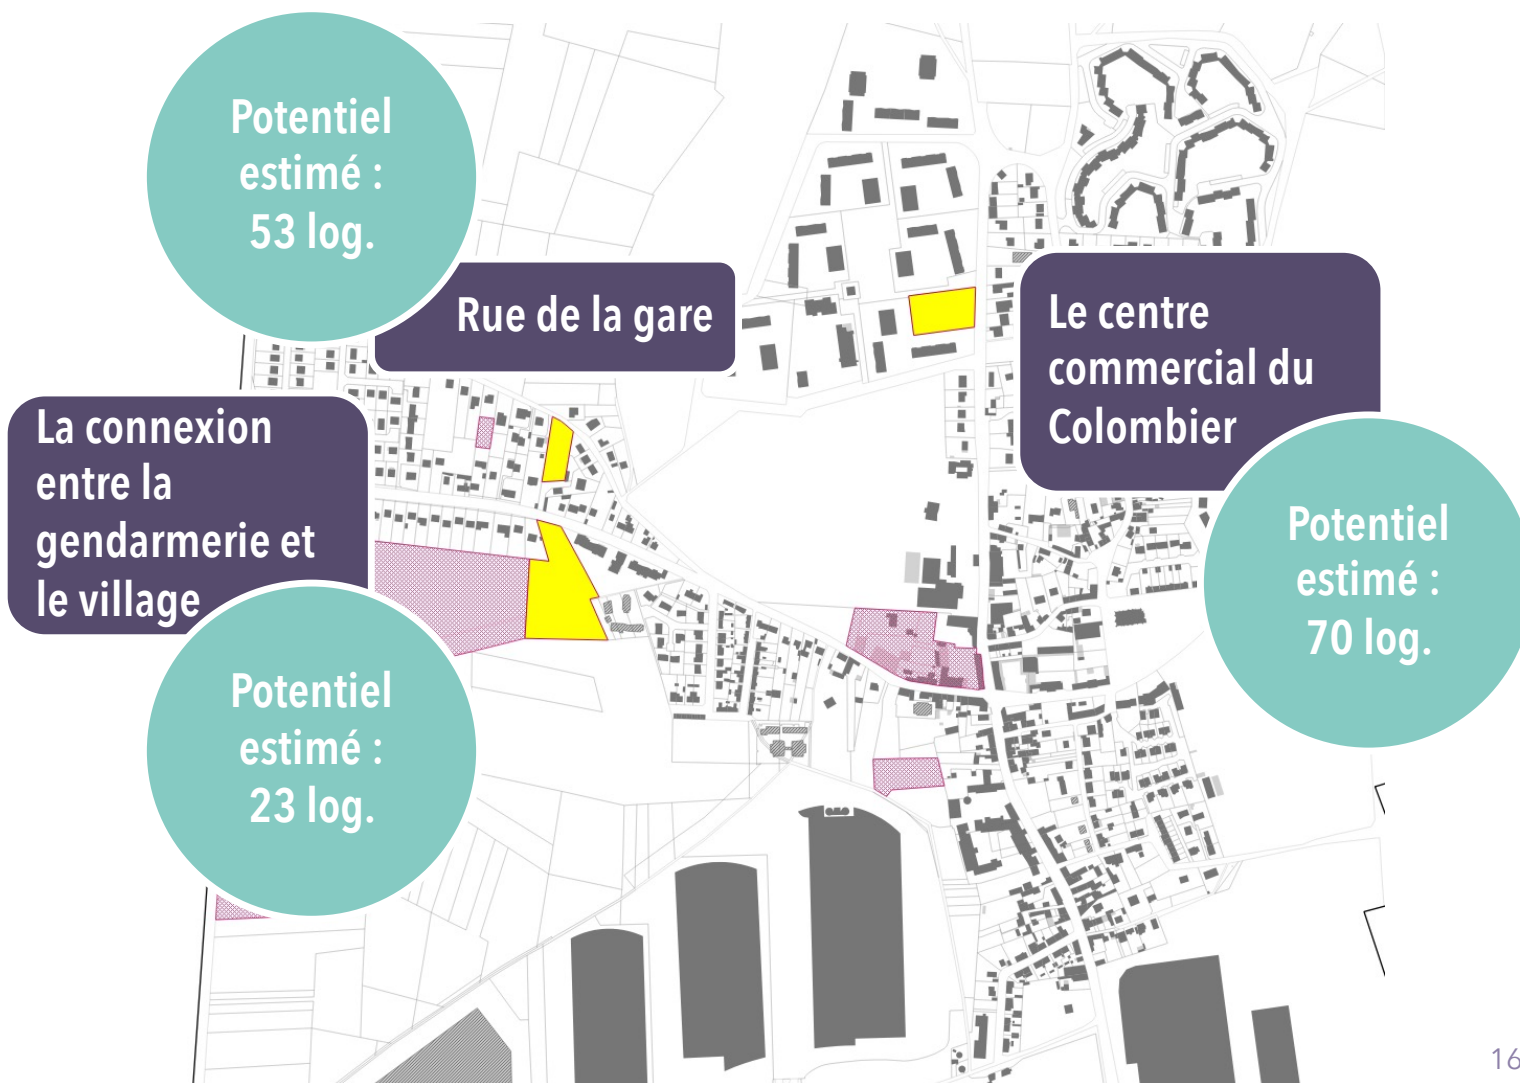 Potentiel
estimé :
53 log.
Rue de la gare
Le centre
commercial du
Colombier
Potentiel
estimé :
70 log.
La connexion
entre la
gendarmerie et
le village
Potentiel
estimé :
23 log.
16